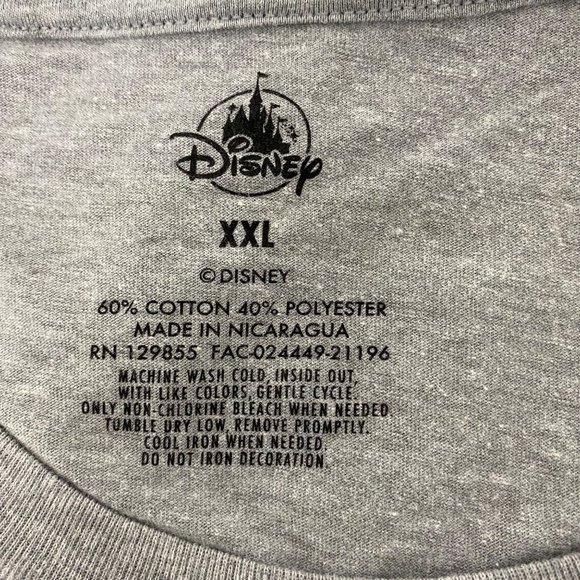 Disney
XXL
© DISNEY
60% COTTON 40% POLYESTER
MADE IN NICARAGUA
RN 129855 FAC-024449-21196
MACHINE WASH COLD, INSIDE OUT,
WITH LIKE COLORS, GENTLE CYCLE.
ONLY NON-CHLORINE BLEACH WHEN NEEDED.
TUMBLE DRY LOW, REMOVE PROMPTLY.
COOL IRON WHEN NEEDED.
DO NOT IRON DECORATION.